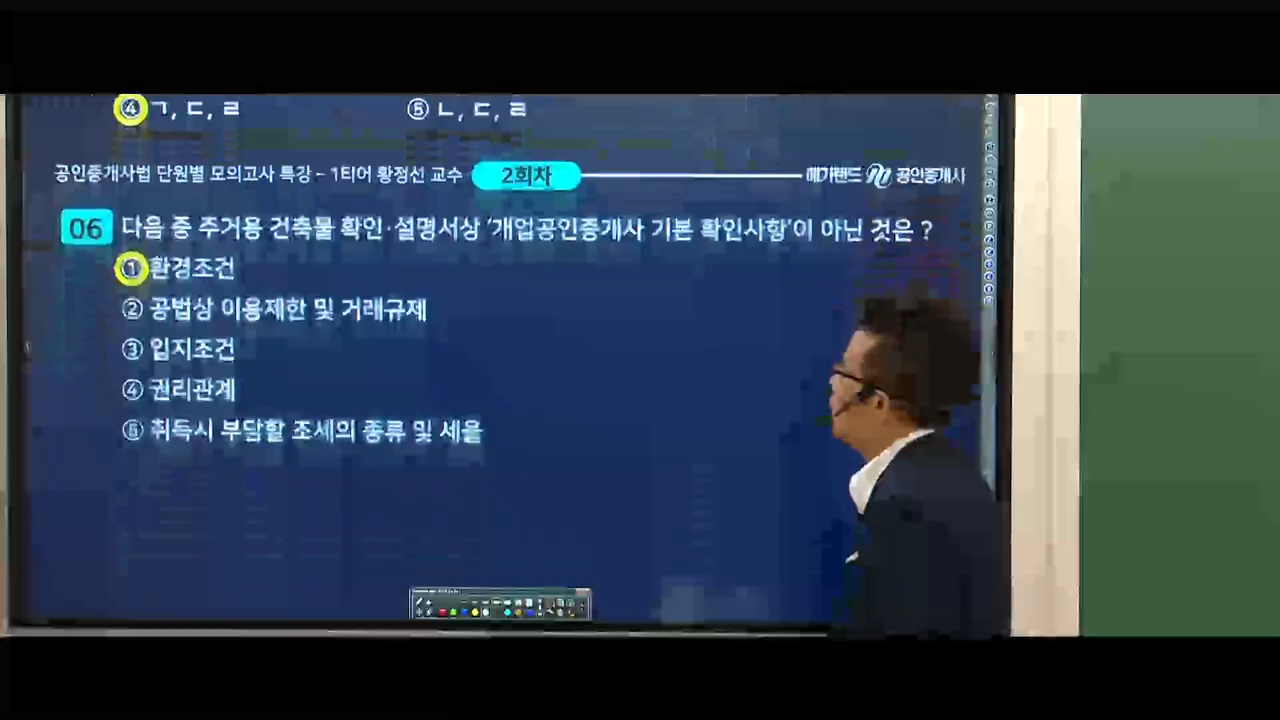 ④ ㄱ, ㄷ, ㄹ ⑤ ㄴ, ㄷ, ㄹ
공인중개사법 단원별 모의고사 특강 - 1티어 황정선 교수 2회차 메가랜드 공인중개사
06 다음 중 주거용 건축물 확인·설명서상 '개업공인중개사 기본 확인사항'이 아닌 것은 ?
① 환경조건
② 공법상 이용제한 및 거래규제
③ 입지조건
④ 권리관계
⑤ 취득시 부담할 조세의 종류 및 세율